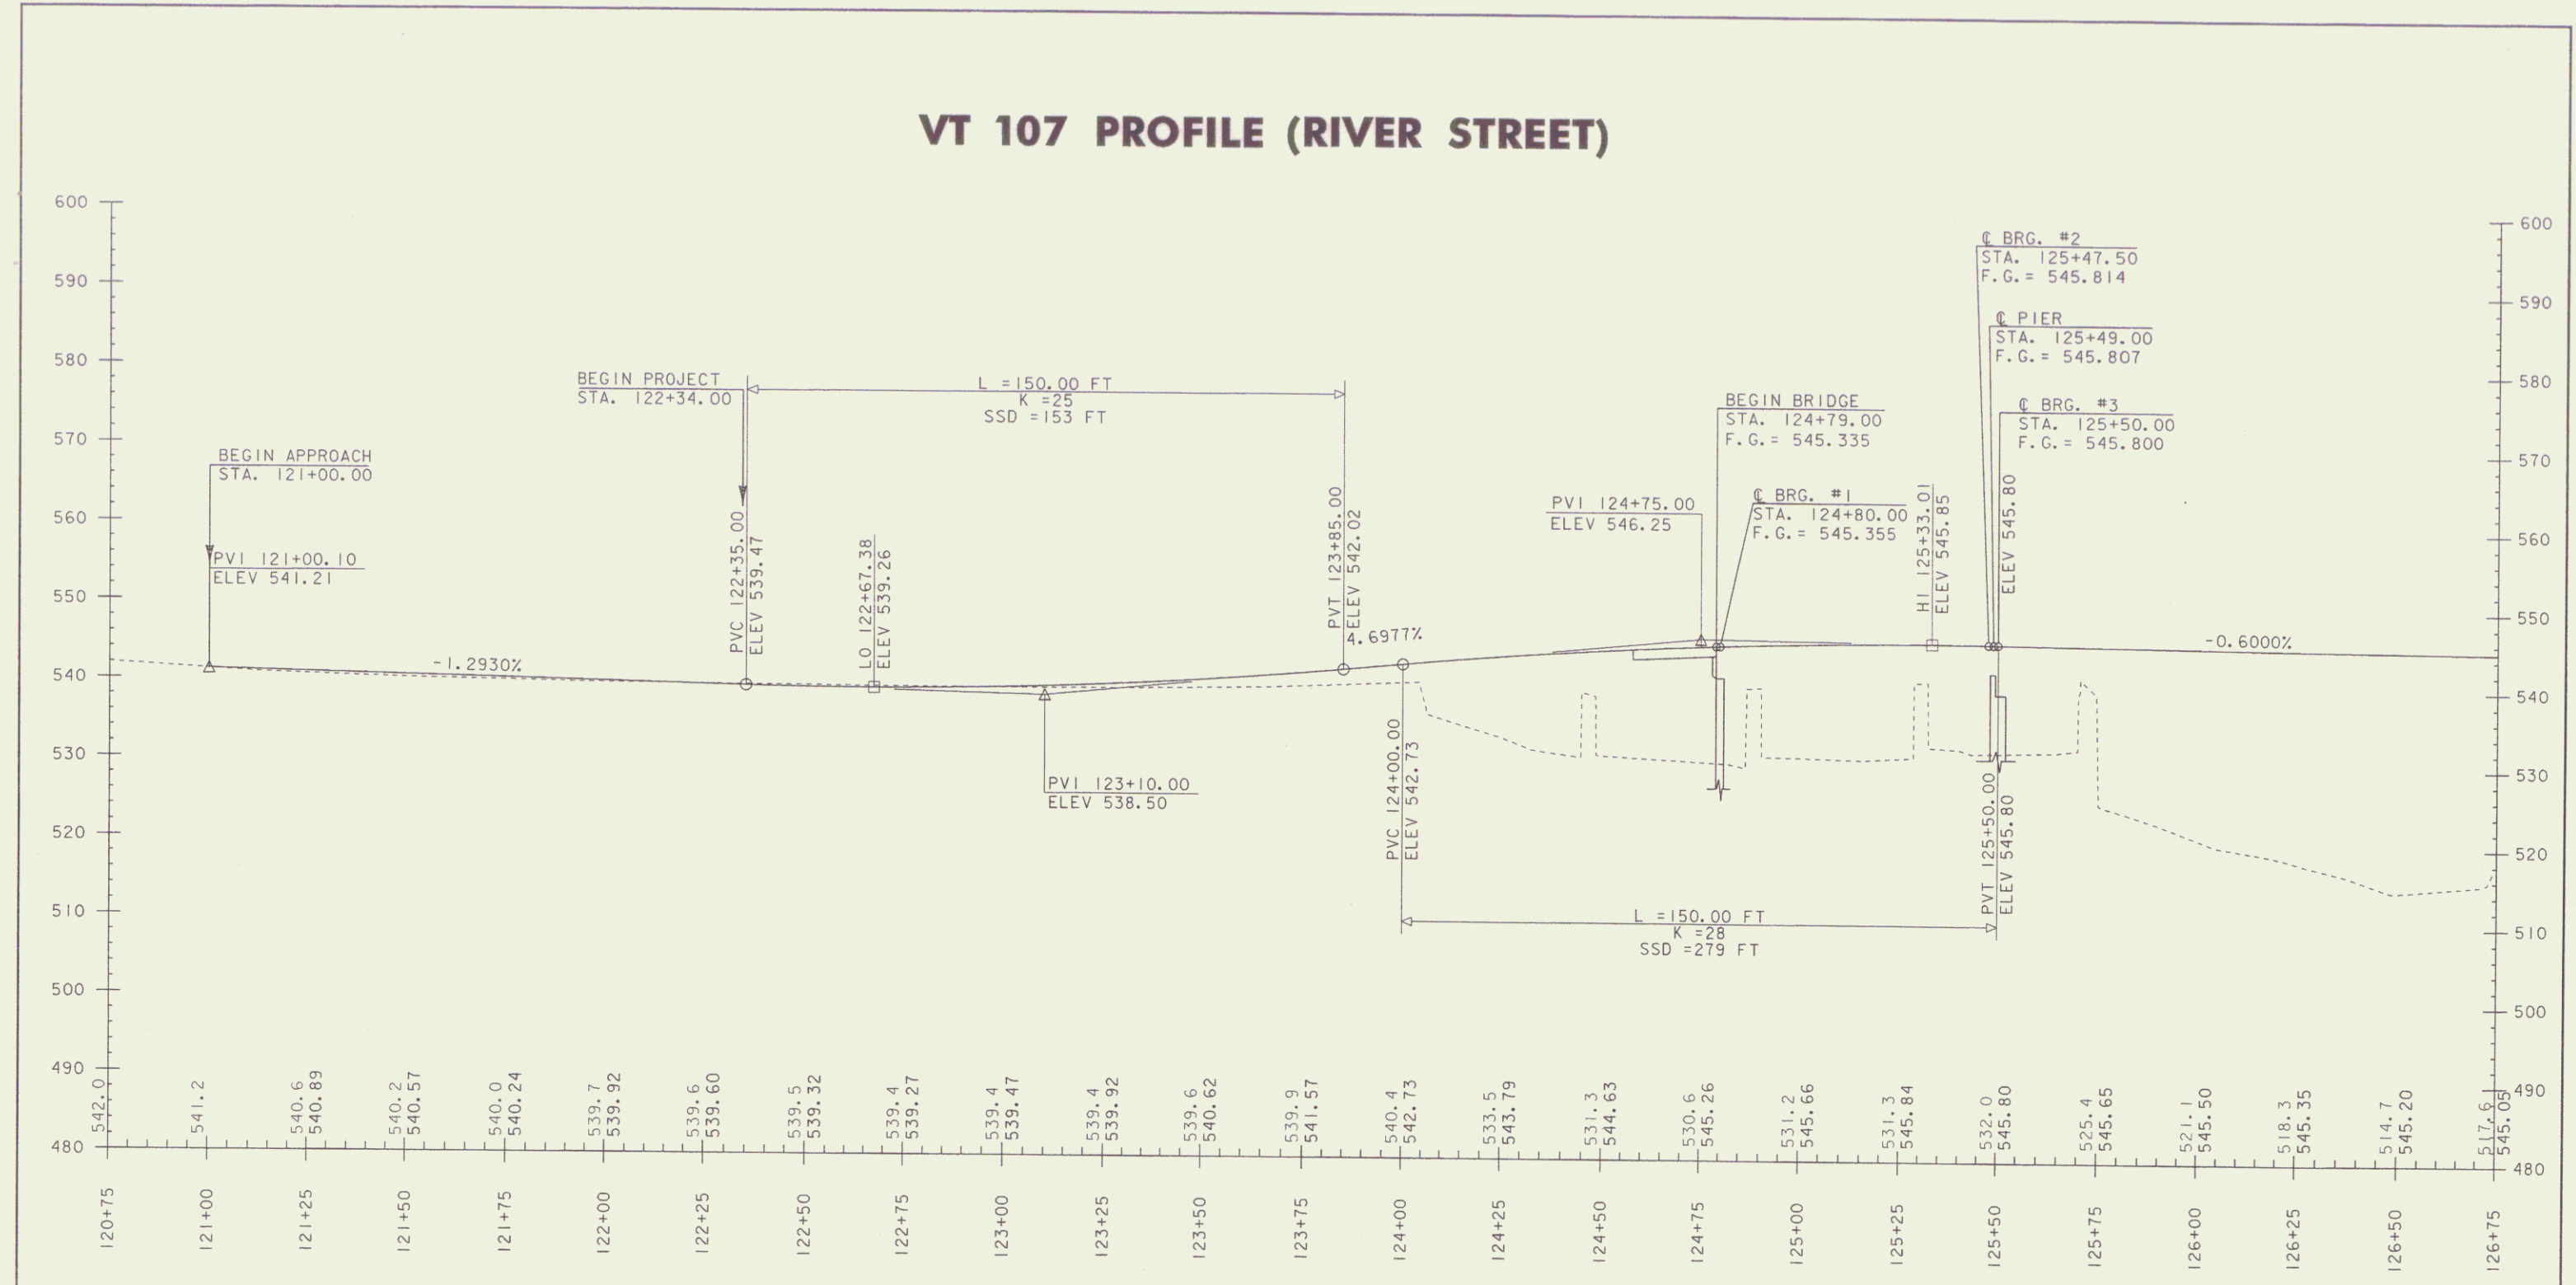 VT 107 PROFILE (RIVER STREET)
600
590
580
570
560
550
540
530
520
510
500
490
480
600
590
580
570
560
550
540
530
520
510
500
490
480
BEGIN APPROACH
STA. 121+00.00
PVI 121+00.10
ELEV 541.21
-1.2930%
BEGIN PROJECT
STA. 122+34.00
PVC 122+35.00
ELEV 539.47
L =150.00 FT
K =25
SSD =153 FT
LO 122+67.38
ELEV 539.26
PVI 123+10.00
ELEV 538.50
PVT 123+85.00
ELEV 542.02
4.6977%
PVC 124+00.00
ELEV 542.73
PVI 124+75.00
ELEV 546.25
BEGIN BRIDGE
STA. 124+79.00
F.G.= 545.335
℄ BRG. #1
STA. 124+80.00
F.G.= 545.355
HI 125+33.01
ELEV 545.85
℄ BRG. #2
STA. 125+47.50
F.G.= 545.814
℄ PIER
STA. 125+49.00
F.G.= 545.807
℄ BRG. #3
STA. 125+50.00
F.G.= 545.800
ELEV 545.80
-0.6000%
PVT 125+50.00
ELEV 545.80
L =150.00 FT
K =28
SSD =279 FT
542.0
541.2
540.6
540.89
540.2
540.57
540.0
540.24
539.7
539.92
539.6
539.60
539.5
539.32
539.4
539.27
539.4
539.47
539.4
539.92
539.6
540.62
539.9
541.57
540.4
542.73
533.5
543.79
531.3
544.63
530.6
545.26
531.2
545.66
531.3
545.84
532.0
545.80
525.4
545.65
521.1
545.50
518.3
545.35
514.7
545.20
517.6
545.05
120+75
121+00
121+25
121+50
121+75
122+00
122+25
122+50
122+75
123+00
123+25
123+50
123+75
124+00
124+25
124+50
124+75
125+00
125+25
125+50
125+75
126+00
126+25
126+50
126+75